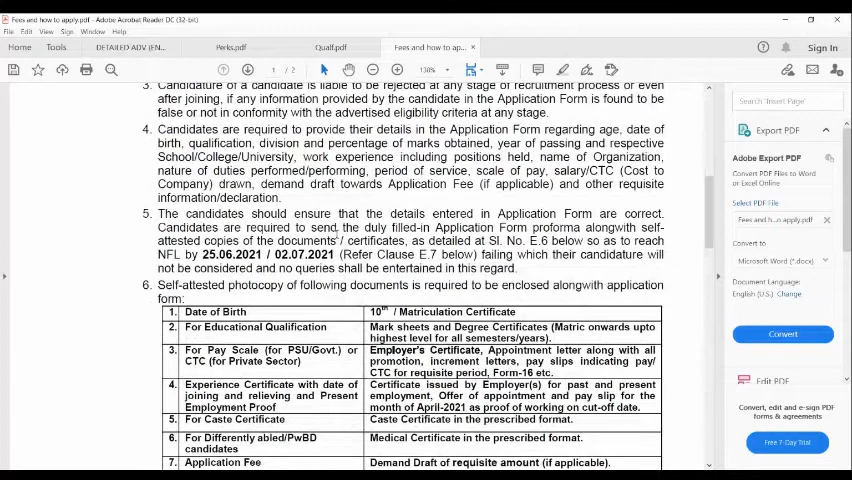 Fees and how to apply.pdf - Adobe Acrobat Reader DC (32-bit)
File Edit View Sign Window Help
Home Tools DETAILED ADV (EN... Perks.pdf Qualf.pdf Fees and how to ap... × Sign In
1 / 2 138%
3. Candidature of a candidate is liable to be rejected at any stage of recruitment process or even
after joining, if any information provided by the candidate in the Application Form is found to be
false or not in conformity with the advertised eligibility criteria at any stage.
4. Candidates are required to provide their details in the Application Form regarding age, date of
birth, qualification, division and percentage of marks obtained, year of passing and respective
School/College/University, work experience including positions held, name of Organization,
nature of duties performed/performing, period of service, scale of pay, salary/CTC (Cost to
Company) drawn, demand draft towards Application Fee (if applicable) and other requisite
information/declaration.
5. The candidates should ensure that the details entered in Application Form are correct.
Candidates are required to send the duly filled-in Application Form proforma alongwith self-
attested copies of the documents / certificates, as detailed at Sl. No. E.6 below so as to reach
NFL by 25.06.2021 / 02.07.2021 (Refer Clause E.7 below) failing which their candidature will
not be considered and no queries shall be entertained in this regard.
6. Self-attested photocopy of following documents is required to be enclosed alongwith application
form:
1. Date of Birth 10th / Matriculation Certificate
2. For Educational Qualification Mark sheets and Degree Certificates (Matric onwards upto
highest level for all semesters/years).
3. For Pay Scale (for PSU/Govt.) or Employer's Certificate, Appointment letter along with all
CTC (for Private Sector) promotion, increment letters, pay slips indicating pay/
CTC for requisite period, Form-16 etc.
4 Experience Certificate with date of Certificate issued by Employer(s) for past and present
joining and relieving and Present employment, Offer of appointment and pay slip for the
Employment Proof month of April-2021 as proof of working on cut-off date.
5. For Caste Certificate Caste Certificate in the prescribed format.
6. For Differently abled/PwBD Medical Certificate in the prescribed format.
candidates
7. Application Fee Demand Draft of requisite amount (if applicable).
Search 'Insert Page'
Export PDF
Adobe Export PDF
Convert PDF Files to Word
or Excel Online
Select PDF File
Fees and h...o apply.pdf ×
Convert to
Microsoft Word (*.docx)
Document Language:
English (U.S.) Change
Convert
Edit PDF
Convert, edit and e-sign PDF
forms & agreements
Free 7-Day Trial